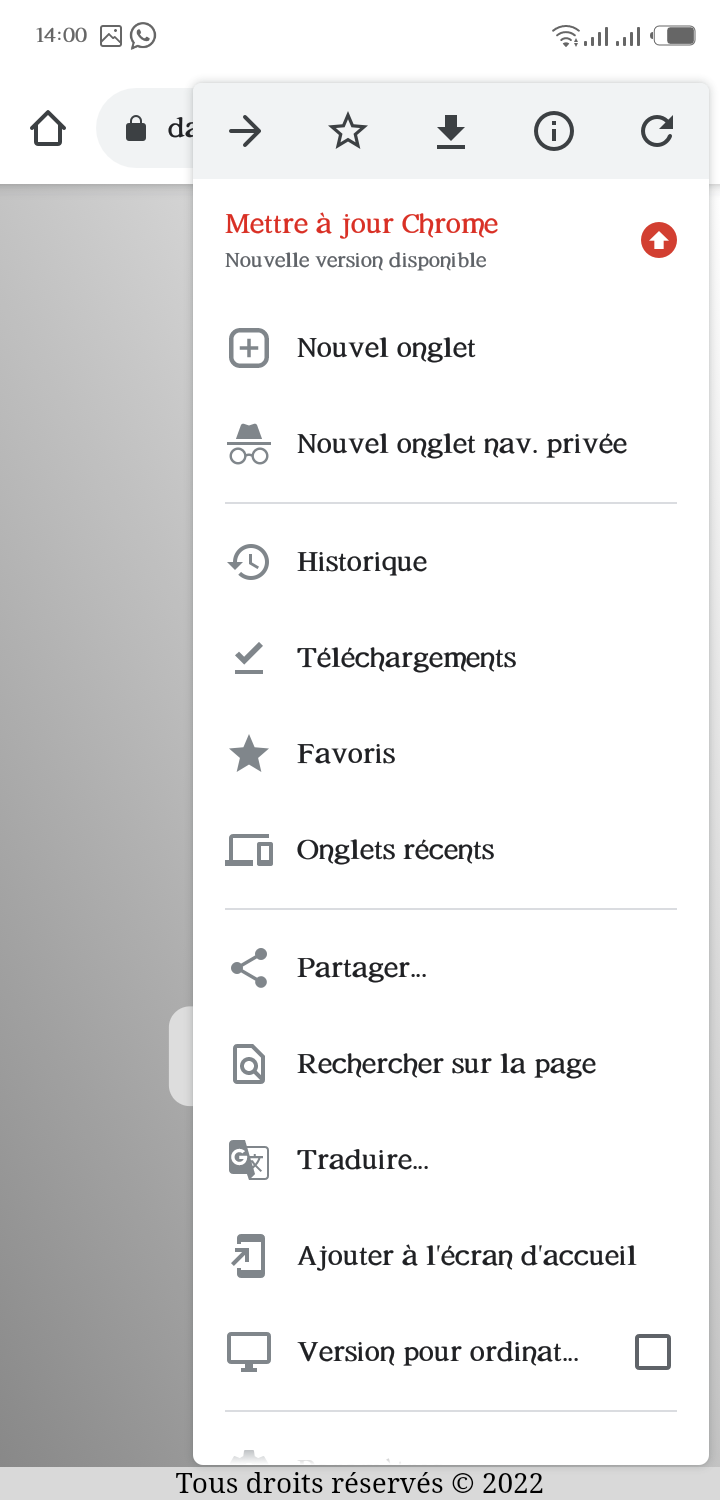 14:00
da
Mettre à jour Chrome
Nouvelle version disponible
Nouvel onglet
Nouvel onglet nav. privée
Historique
Téléchargements
Favoris
Onglets récents
Partager...
Rechercher sur la page
Traduire...
Ajouter à l'écran d'accueil
Version pour ordinat...
Tous droits réservés © 2022